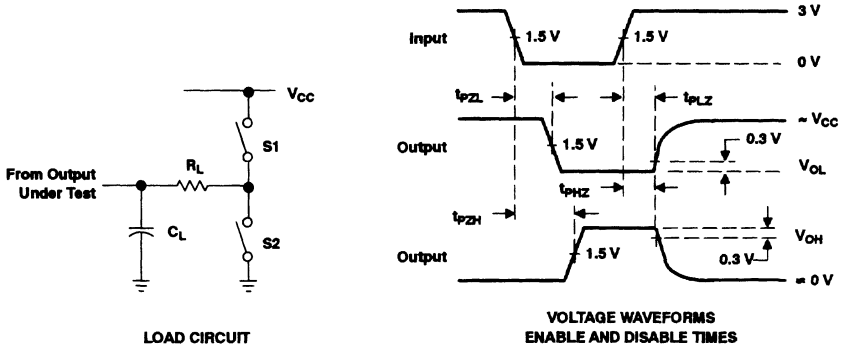 VCC
S1
RL
From Output
Under Test
CL
S2
LOAD CIRCUIT
Input
1.5 V
1.5 V
3 V
0 V
tPZL
tPLZ
Output
1.5 V
≈ VCC
0.3 V
VOL
tPHZ
tPZH
Output
1.5 V
VOH
0.3 V
≈ 0 V
VOLTAGE WAVEFORMS
ENABLE AND DISABLE TIMES